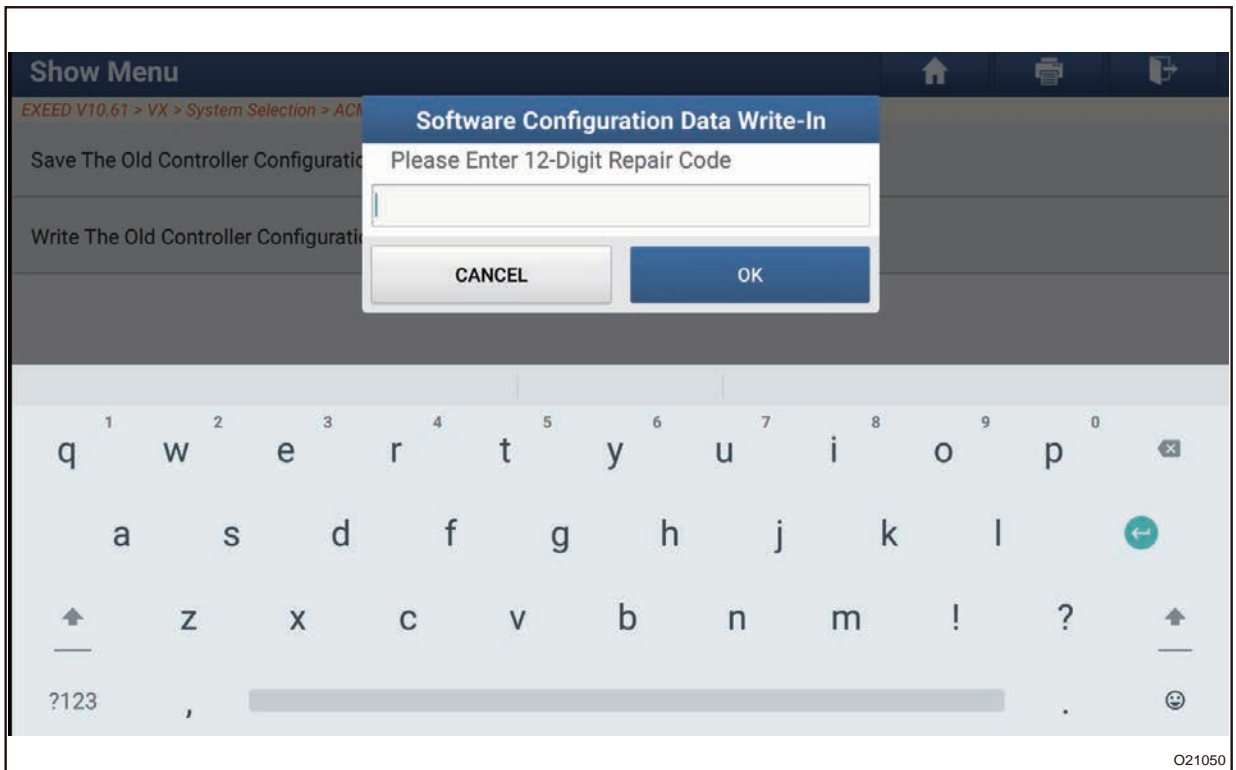 Show Menu
EXEED V10.61 > VX > System Selection > ACM
Software Configuration Data Write-In
Save The Old Controller Configuratio
Please Enter 12-Digit Repair Code
Write The Old Controller Configuratio
CANCEL OK
1 2 3 4 5 6 7 8 9 0
q w e r t y u i o p
a s d f g h j k l
z x c v b n m ! ?
?123 , .
O21050